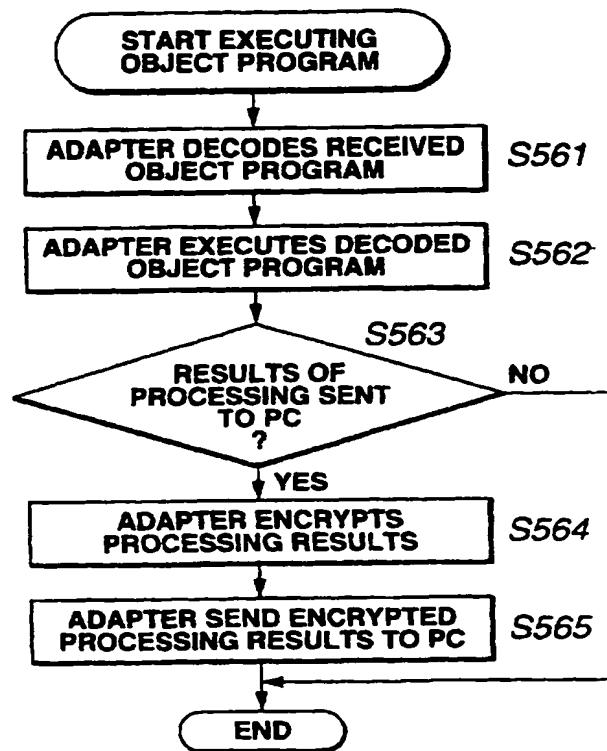 START EXECUTING
OBJECT PROGRAM
ADAPTER DECODES RECEIVED
OBJECT PROGRAM
S561
ADAPTER EXECUTES DECODED
OBJECT PROGRAM
S562
S563
RESULTS OF
PROCESSING SENT
TO PC
?
NO
YES
ADAPTER ENCRYPTS
PROCESSING RESULTS
S564
ADAPTER SEND ENCRYPTED
PROCESSING RESULTS TO PC
S565
END